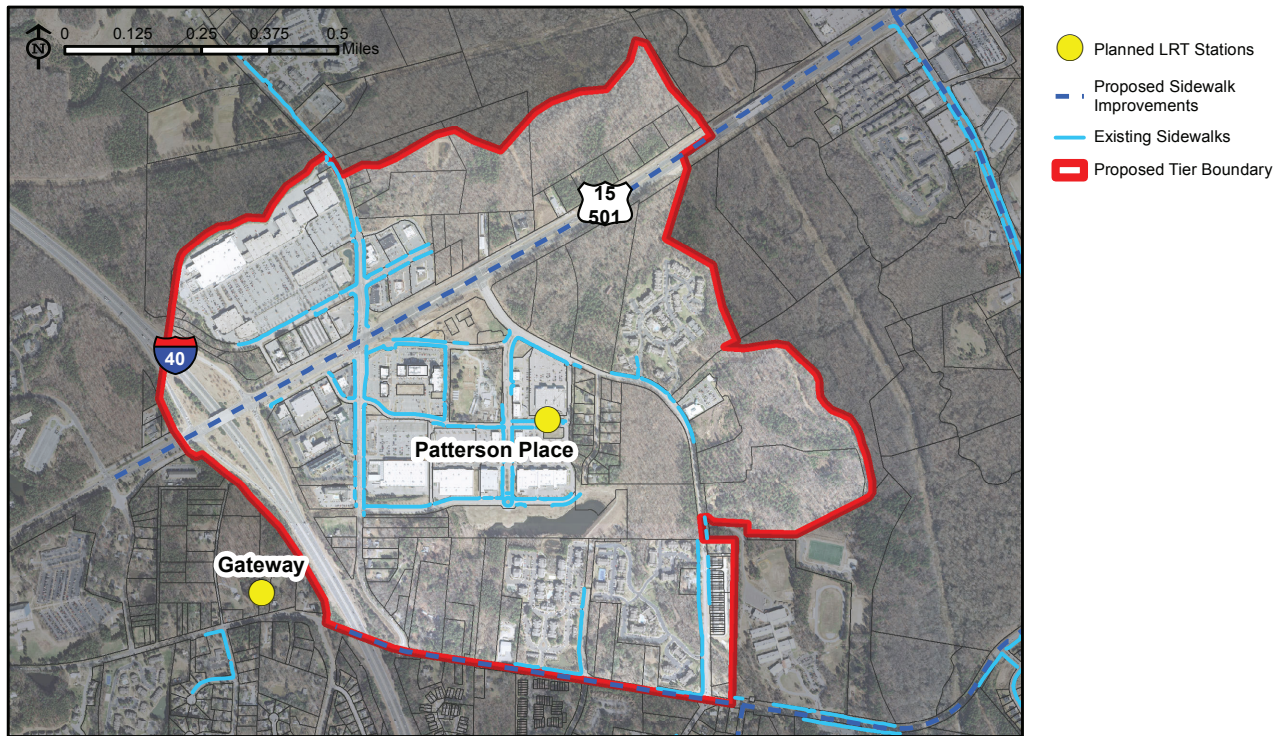 0 0.125 0.25 0.375 0.5
Miles
N
15
501
40
Patterson Place
Gateway
Planned LRT Stations
Proposed Sidewalk
Improvements
Existing Sidewalks
Proposed Tier Boundary